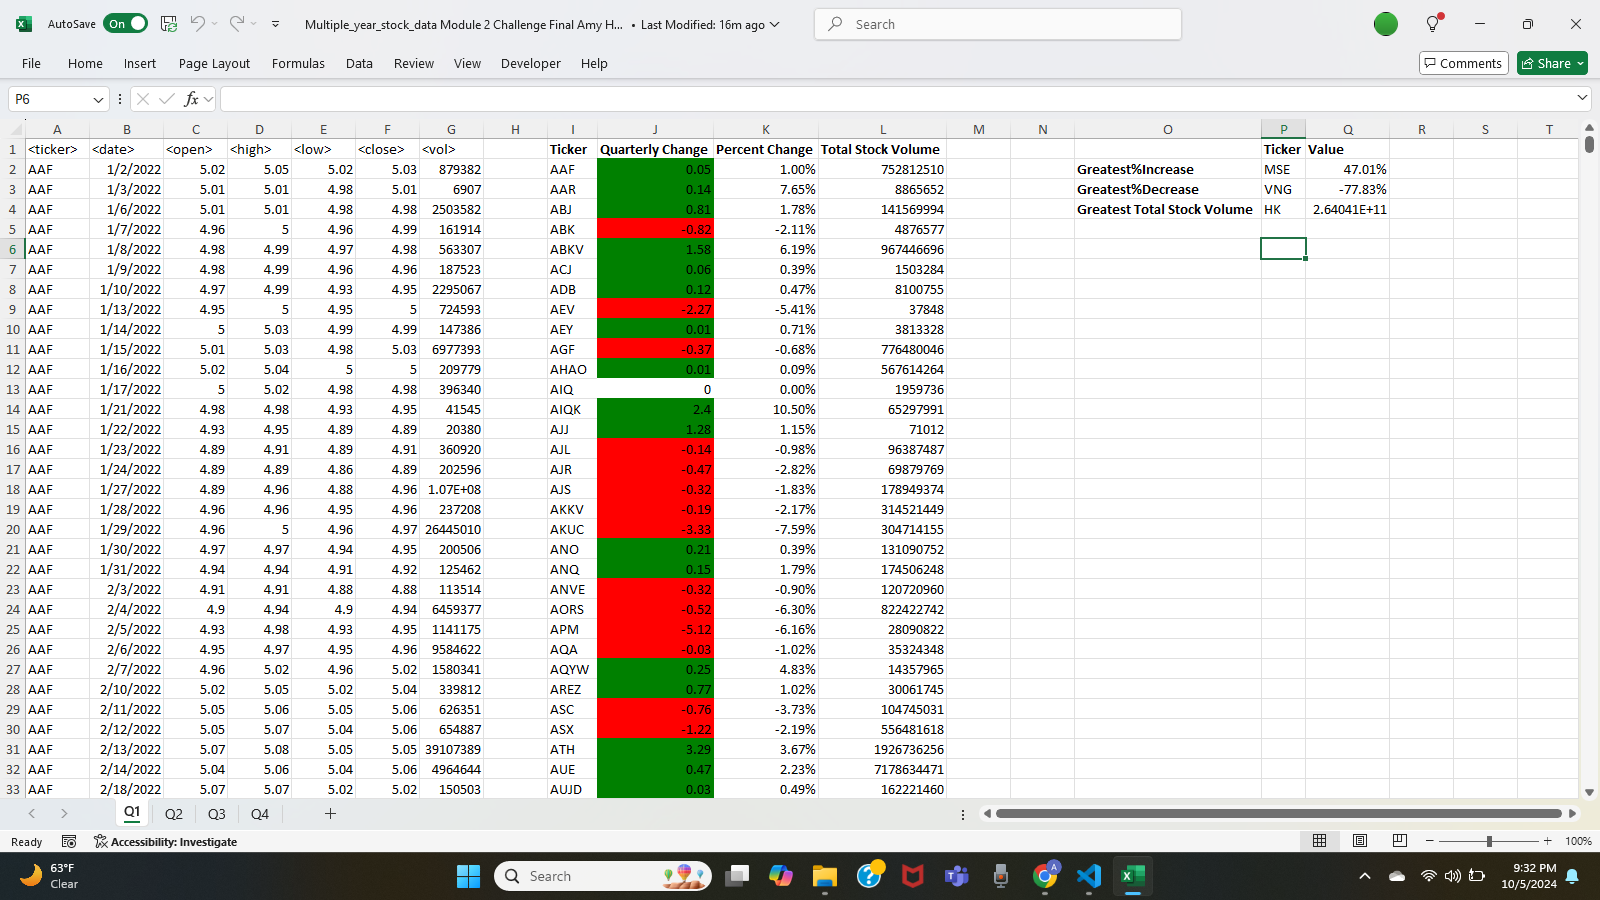 AutoSave On Multiple_year_stock_data Module 2 Challenge Final Amy H... • Last Modified: 16m ago Search
File Home Insert Page Layout Formulas Data Review View Developer Help Comments Share
P6 fx
A B C D E F G H I J K L M N O P Q R S T
1 <ticker> <date> <open> <high> <low> <close> <vol> Ticker Quarterly Change Percent Change Total Stock Volume Ticker Value
2 AAF 1/2/2022 5.02 5.05 5.02 5.03 879382 AAF 0.05 1.00% 752812510 Greatest%Increase MSE 47.01%
3 AAF 1/3/2022 5.01 5.01 4.98 5.01 6907 AAR 0.14 7.65% 8865652 Greatest%Decrease VNG -77.83%
4 AAF 1/6/2022 5.01 5.01 4.98 4.98 2503582 ABJ 0.81 1.78% 141569994 Greatest Total Stock Volume HK 2.64041E+11
5 AAF 1/7/2022 4.96 5 4.96 4.99 161914 ABK -0.82 -2.11% 4876577
6 AAF 1/8/2022 4.98 4.99 4.97 4.98 563307 ABKV 1.58 6.19% 967446696
7 AAF 1/9/2022 4.98 4.99 4.96 4.96 187523 ACJ 0.06 0.39% 1503284
8 AAF 1/10/2022 4.97 4.99 4.93 4.95 2295067 ADB 0.12 0.47% 8100755
9 AAF 1/13/2022 4.95 5 4.95 5 724593 AEV -2.27 -5.41% 37848
10 AAF 1/14/2022 5 5.03 4.99 4.99 147386 AEY 0.01 0.71% 3813328
11 AAF 1/15/2022 5.01 5.03 4.98 5.03 6977393 AGF -0.37 -0.68% 776480046
12 AAF 1/16/2022 5.02 5.04 5 5 209779 AHAO 0.01 0.09% 567614264
13 AAF 1/17/2022 5 5.02 4.98 4.98 396340 AIQ 0 0.00% 1959736
14 AAF 1/21/2022 4.98 4.98 4.93 4.95 41545 AIQK 2.4 10.50% 65297991
15 AAF 1/22/2022 4.93 4.95 4.89 4.89 20380 AJJ 1.28 1.15% 71012
16 AAF 1/23/2022 4.89 4.91 4.89 4.91 360920 AJL -0.14 -0.98% 96387487
17 AAF 1/24/2022 4.89 4.89 4.86 4.89 202596 AJR -0.47 -2.82% 69879769
18 AAF 1/27/2022 4.89 4.96 4.88 4.96 1.07E+08 AJS -0.32 -1.83% 178949374
19 AAF 1/28/2022 4.96 4.96 4.95 4.96 237208 AKKV -0.19 -2.17% 314521449
20 AAF 1/29/2022 4.96 5 4.96 4.97 26445010 AKUC -3.33 -7.59% 304714155
21 AAF 1/30/2022 4.97 4.97 4.94 4.95 200506 ANO 0.21 0.39% 131090752
22 AAF 1/31/2022 4.94 4.94 4.91 4.92 125462 ANQ 0.15 1.79% 174506248
23 AAF 2/3/2022 4.91 4.91 4.88 4.88 113514 ANVE -0.32 -0.90% 120720960
24 AAF 2/4/2022 4.9 4.94 4.9 4.94 6459377 AORS -0.52 -6.30% 822422742
25 AAF 2/5/2022 4.93 4.98 4.93 4.95 1141175 APM -5.12 -6.16% 28090822
26 AAF 2/6/2022 4.95 4.97 4.95 4.96 9584622 AQA -0.03 -1.02% 35324348
27 AAF 2/7/2022 4.96 5.02 4.96 5.02 1580341 AQYW 0.25 4.83% 14357965
28 AAF 2/10/2022 5.02 5.05 5.02 5.04 339812 AREZ 0.77 1.02% 30061745
29 AAF 2/11/2022 5.05 5.06 5.05 5.06 626351 ASC -0.76 -3.73% 104745031
30 AAF 2/12/2022 5.05 5.07 5.04 5.06 654887 ASX -1.22 -2.19% 556481618
31 AAF 2/13/2022 5.07 5.08 5.05 5.05 39107389 ATH 3.29 3.67% 1926736256
32 AAF 2/14/2022 5.04 5.06 5.04 5.06 4964644 AUE 0.47 2.23% 7178634471
33 AAF 2/18/2022 5.07 5.07 5.02 5.02 150503 AUJD 0.03 0.49% 162221460
Q1 Q2 Q3 Q4
Ready Accessibility: Investigate 100%
63°F
Clear
Search
9:32 PM
10/5/2024